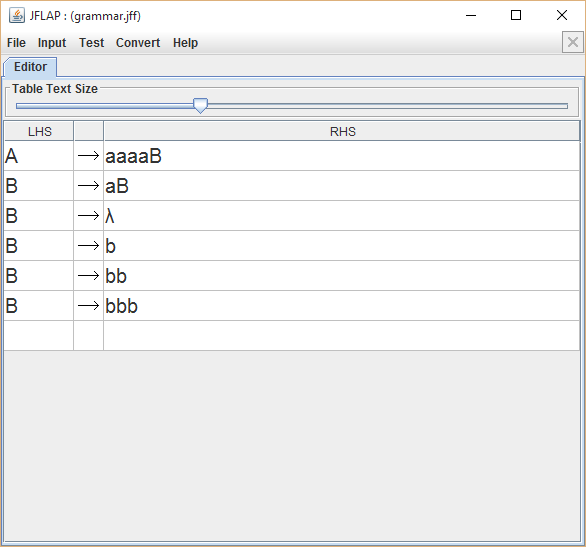 JFLAP : (grammar.jff)
File Input Test Convert Help
Editor
Table Text Size
LHS RHS
A → aaaaB
B → aB
B → λ
B → b
B → bb
B → bbb